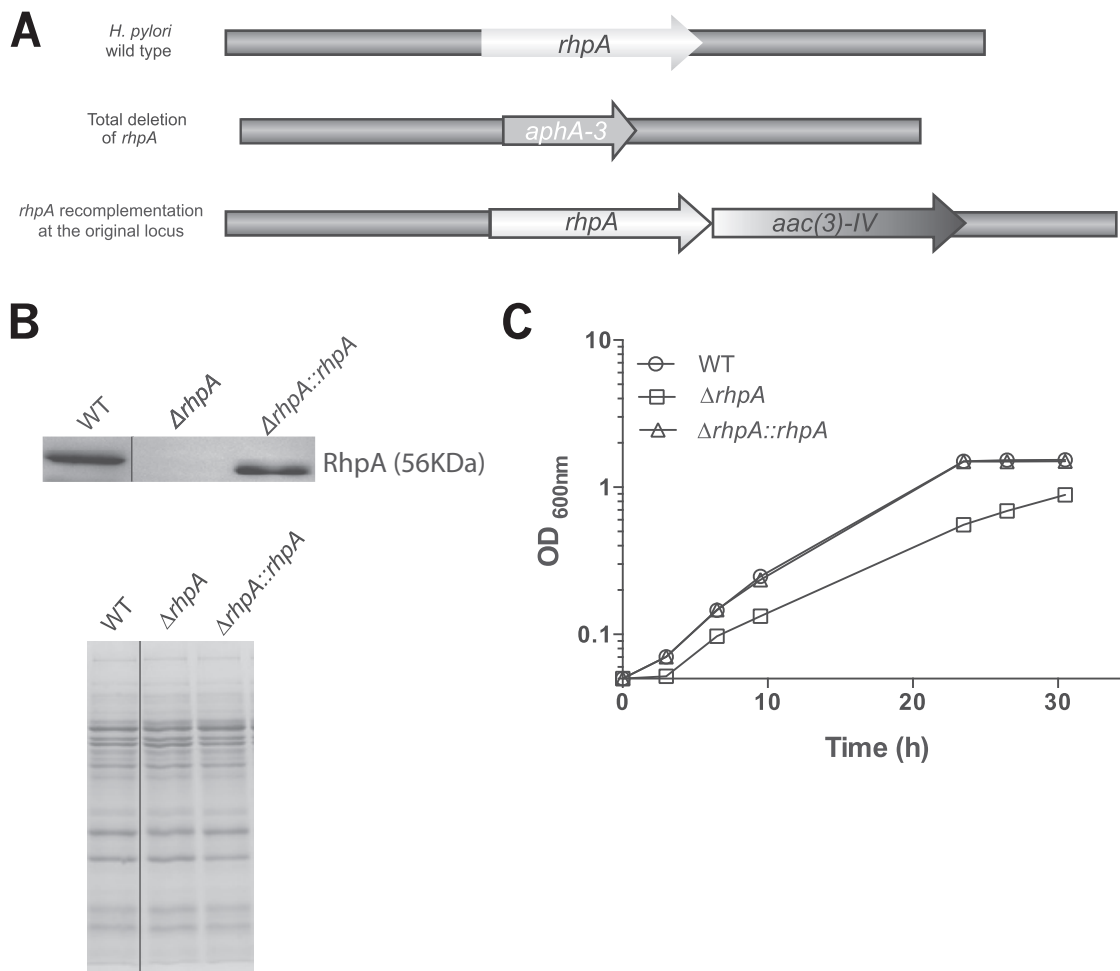 A
H. pylori
wild type
rhpA
Total deletion
of rhpA
aphA-3
rhpA recomplementation
at the original locus
rhpA
aac(3)-IV
B
WT
ΔrhpA
ΔrhpA::rhpA
RhpA (56KDa)
WT
ΔrhpA
ΔrhpA::rhpA
C
WT
ΔrhpA
ΔrhpA::rhpA
OD 600nm
10
1
0.1
0
10
20
30
Time (h)